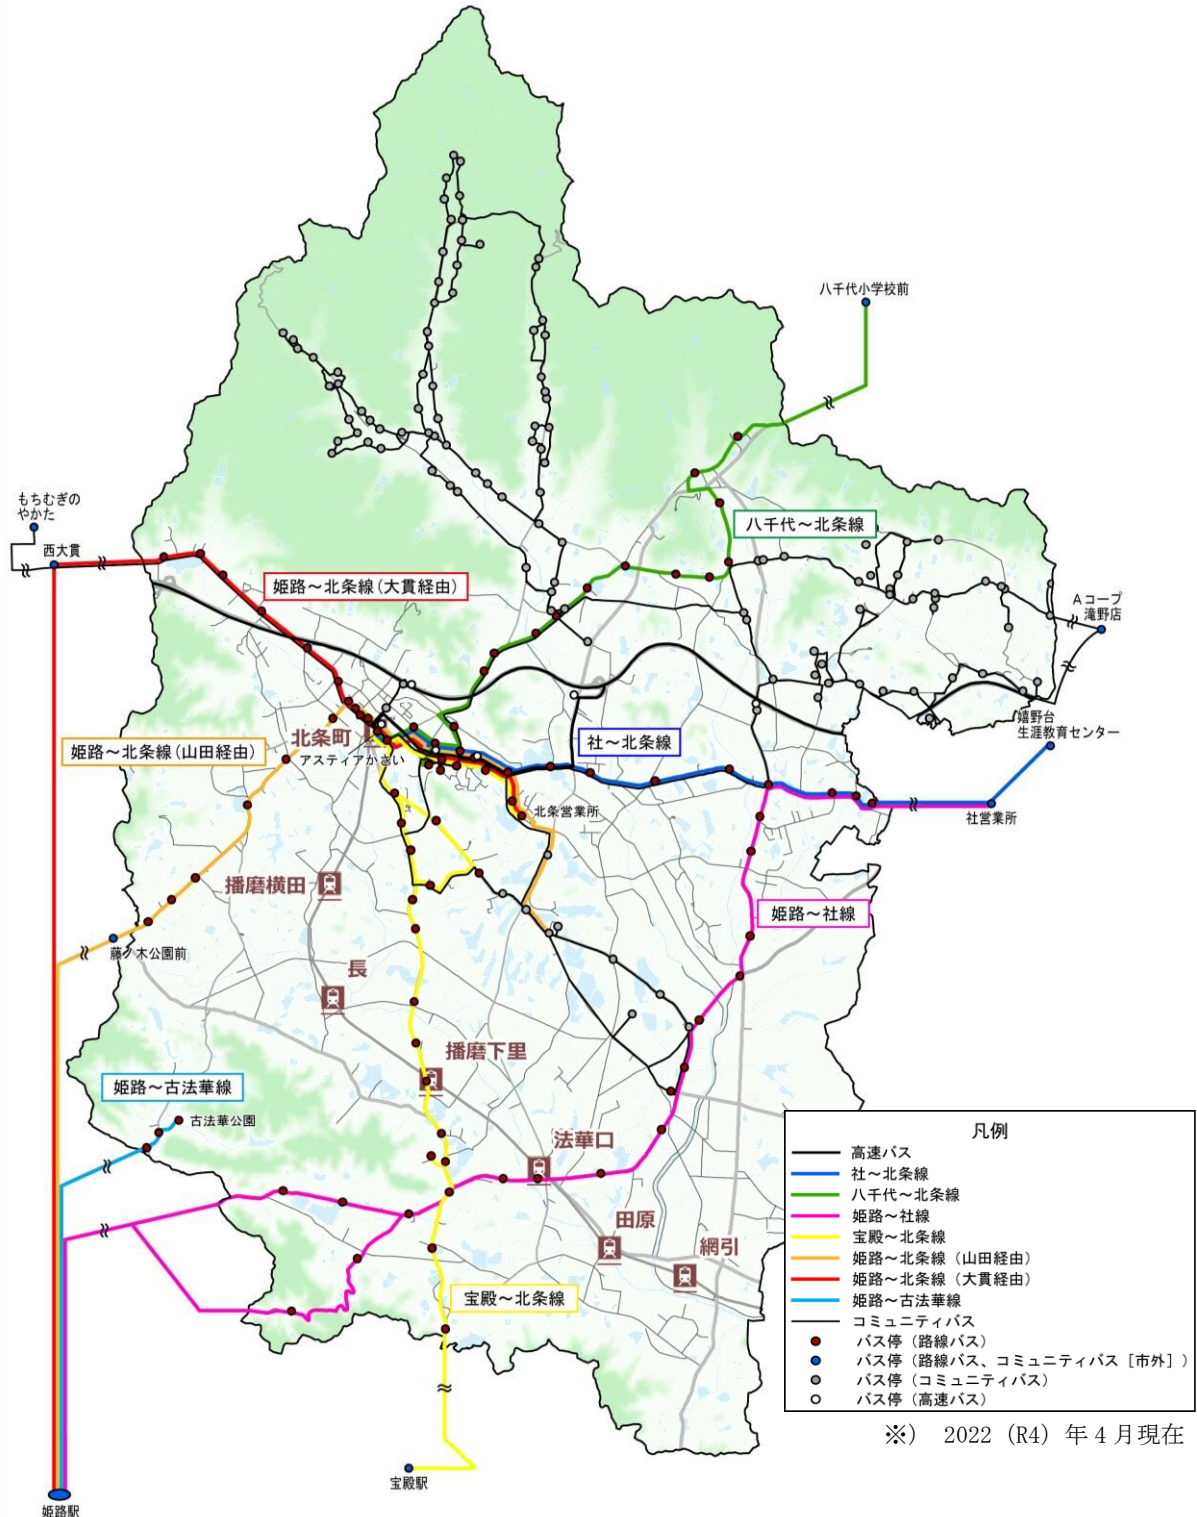 八千代小学校前
もちむぎの
やかた
西大貫
八千代～北条線
姫路～北条線(大貫経由)
Aコープ
滝野店
嬉野台
生涯教育センター
北条町
アスティアかさい
社～北条線
姫路～北条線(山田経由)
北条営業所
社営業所
播磨横田
姫路～社線
藤ノ木公園前
長
播磨下里
姫路～古法華線
古法華公園
法華口
田原
網引
宝殿～北条線
宝殿駅
姫路駅
凡例
高速バス
社～北条線
八千代～北条線
姫路～社線
宝殿～北条線
姫路～北条線（山田経由）
姫路～北条線（大貫経由）
姫路～古法華線
コミュニティバス
バス停（路線バス）
バス停（路線バス、コミュニティバス［市外］）
バス停（コミュニティバス）
バス停（高速バス）
※） 2022（R4）年4月現在